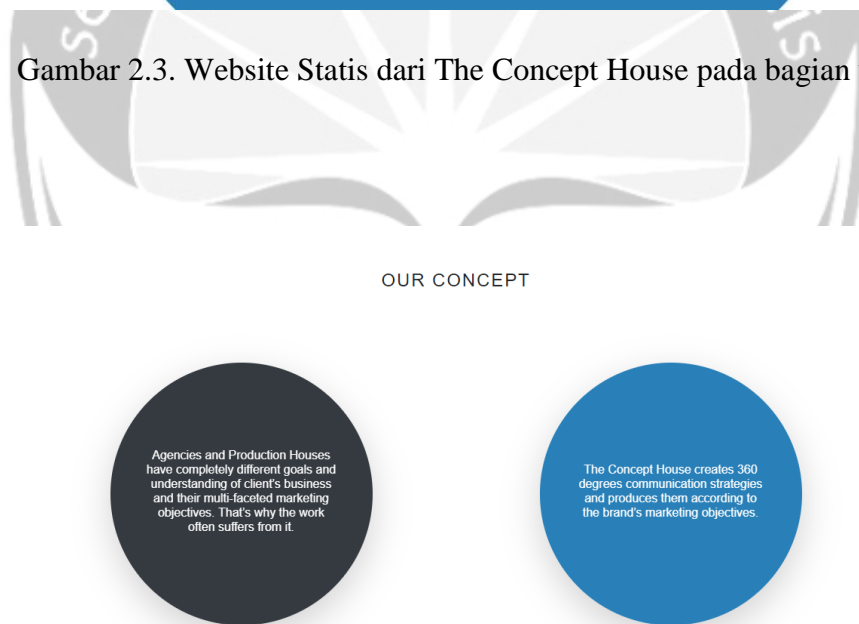 Gambar 2.3. Website Statis dari The Concept House pada bagian
OUR CONCEPT
Agencies and Production Houses
have completely different goals and
understanding of client's business
and their multi-faceted marketing
objectives. That's why the work
often suffers from it.
The Concept House creates 360
degrees communication strategies
and produces them according to
the brand's marketing objectives.